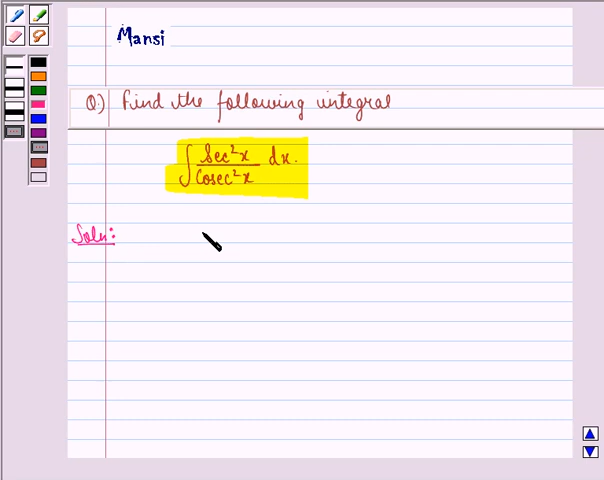 Mansi
Q.) Find the following integral
∫ Sec²x / Cosec²x dx.
Soln: